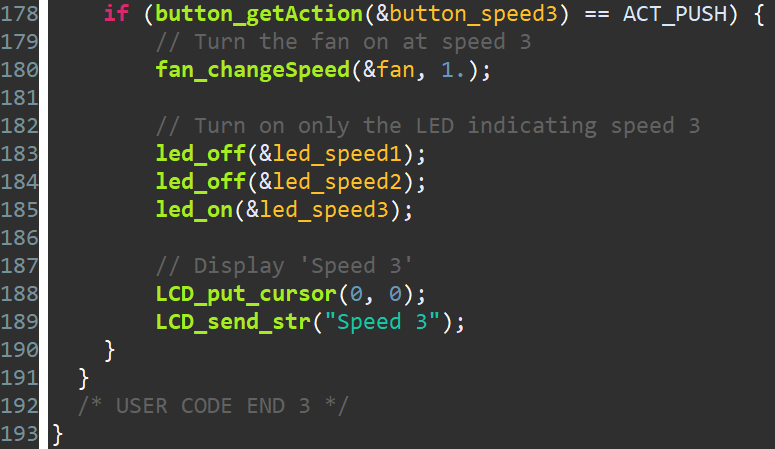 178     if (button_getAction(&button_speed3) == ACT_PUSH) {
179         // Turn the fan on at speed 3
180         fan_changeSpeed(&fan, 1.);
181
182         // Turn on only the LED indicating speed 3
183         led_off(&led_speed1);
184         led_off(&led_speed2);
185         led_on(&led_speed3);
186
187         // Display 'Speed 3'
188         LCD_put_cursor(0, 0);
189         LCD_send_str("Speed 3");
190     }
191   }
192   /* USER CODE END 3 */
193 }